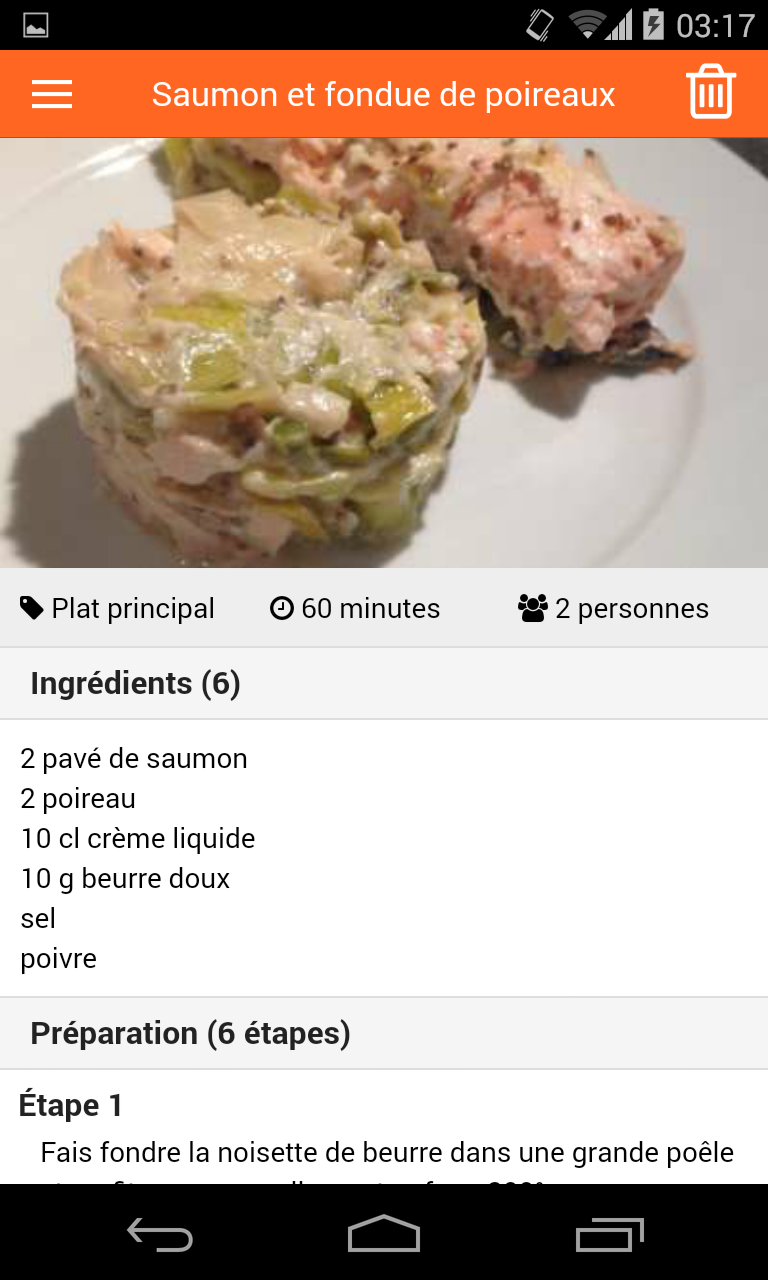 03:17
Saumon et fondue de poireaux
Plat principal
60 minutes
2 personnes
Ingrédients (6)
2 pavé de saumon
2 poireau
10 cl crème liquide
10 g beurre doux
sel
poivre
Préparation (6 étapes)
Étape 1
Fais fondre la noisette de beurre dans une grande poêle